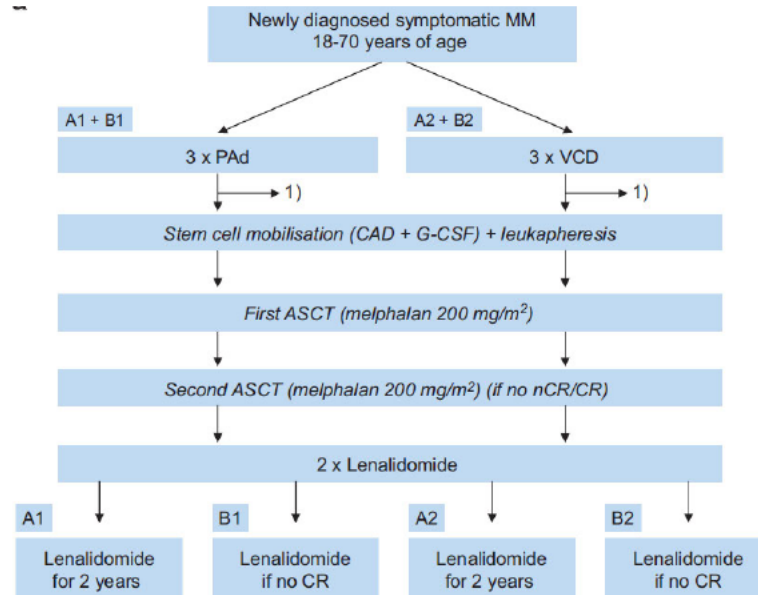 a
Newly diagnosed symptomatic MM
18-70 years of age
A1 + B1
A2 + B2
3 x PAd
3 x VCD
1)
1)
Stem cell mobilisation (CAD + G-CSF) + leukapheresis
First ASCT (melphalan 200 mg/m²)
Second ASCT (melphalan 200 mg/m²) (if no nCR/CR)
2 x Lenalidomide
A1
B1
A2
B2
Lenalidomide
for 2 years
Lenalidomide
if no CR
Lenalidomide
for 2 years
Lenalidomide
if no CR